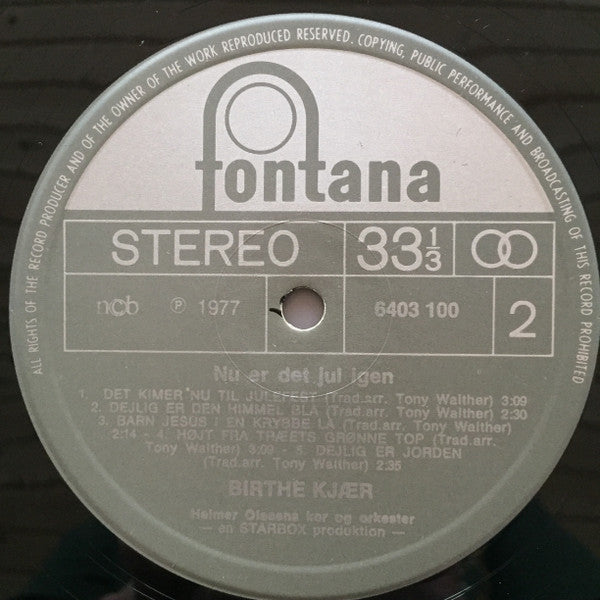 ALL RIGHTS OF THE RECORD PRODUCER AND OF THE OWNER OF THE WORK REPRODUCED RESERVED. COPYING, PUBLIC PERFORMANCE AND BROADCASTING OF THIS RECORD PROHIBITED
fontana
STEREO 33 1/3
ncb ℗ 1977 6403 100 2
Nu er det jul igen
1. DET KIMER NU TIL JULEFEST (Trad.arr. Tony Walther) 3:09
2. DEJLIG ER DEN HIMMEL BLÅ (Trad.arr. Tony Walther) 2:30
3. BARN JESUS I EN KRYBBE LÅ (Trad.arr. Tony Walther)
2:14 - 4. HØJT FRA TRÆETS GRØNNE TOP (Trad.arr.
Tony Walther) 3:09 - 5. DEJLIG ER JORDEN
(Trad.arr. Tony Walther) 2:35
BIRTHE KJÆR
Helmer Olesens kor og orkester
— en STARBOX produktion —